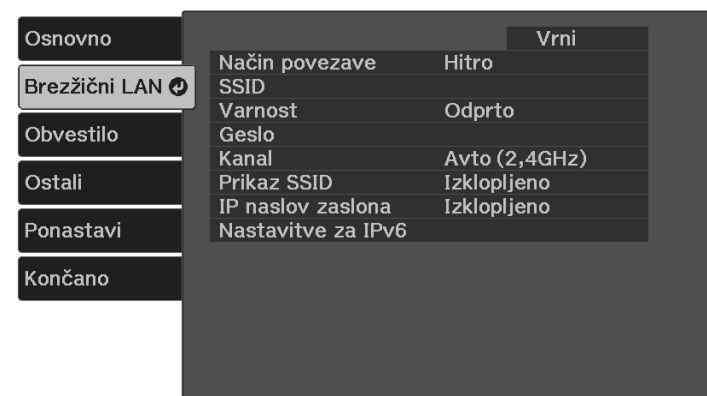 Osnovno
Brezžični LAN
Obvestilo
Ostali
Ponastavi
Končano
Vrni
Način povezave Hitro
SSID
Varnost Odprto
Geslo
Kanal Avto (2,4GHz)
Prikaz SSID Izklopljeno
IP naslov zaslona Izklopljeno
Nastavitve za IPv6